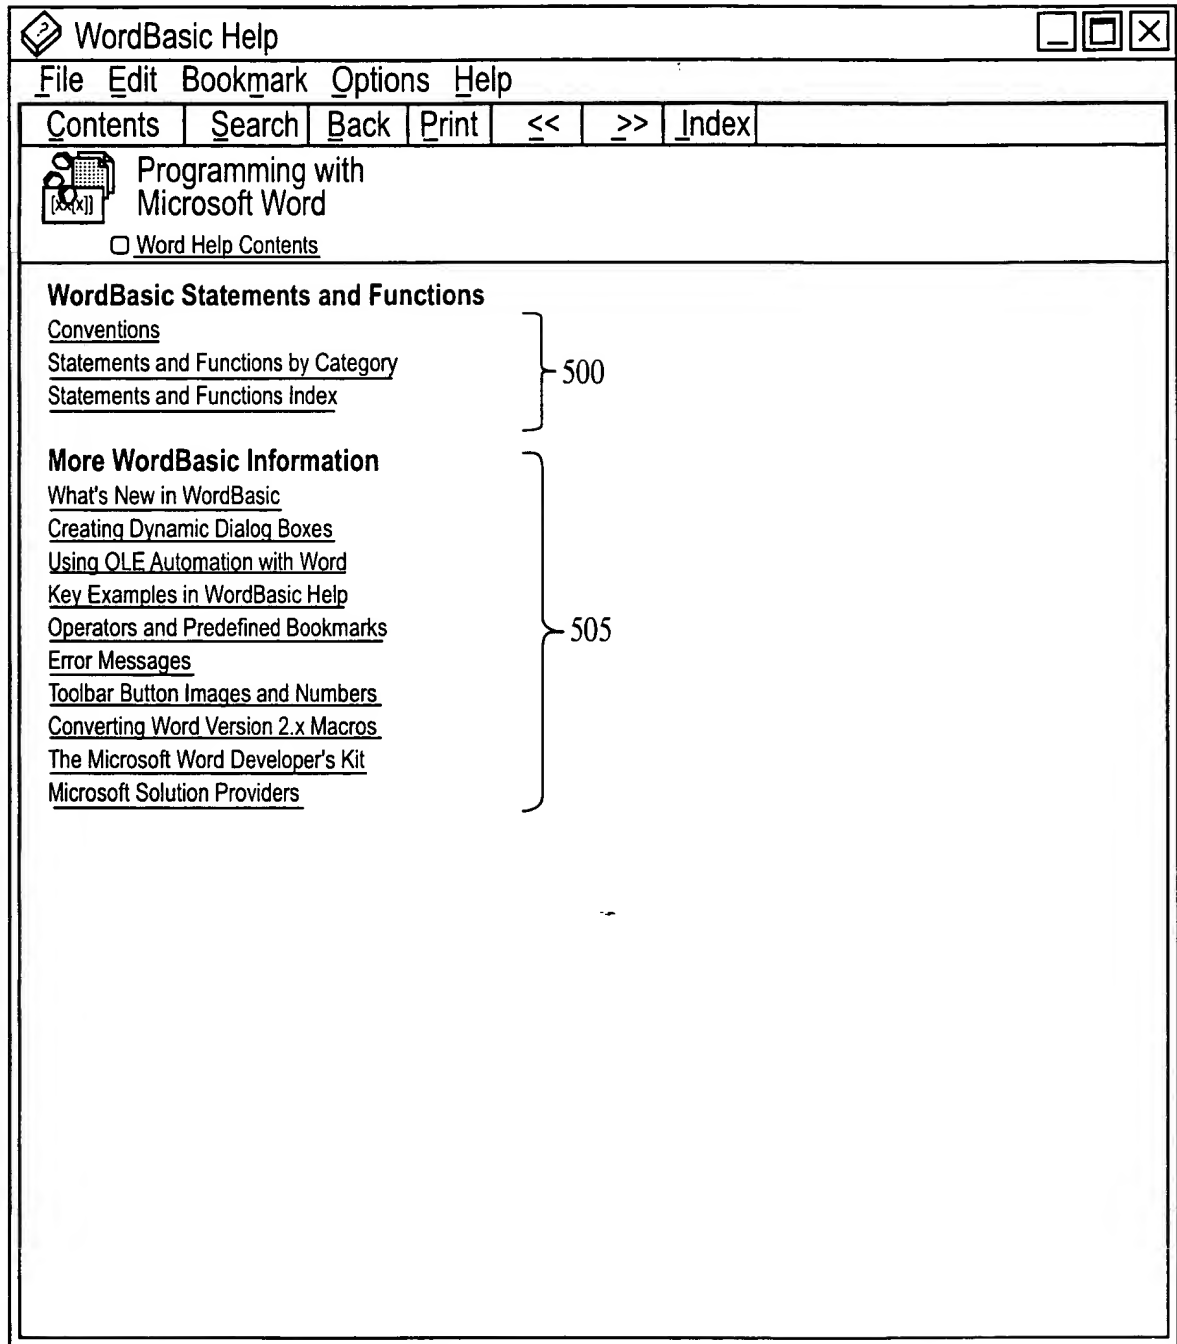 WordBasic Help
File Edit Bookmark Options Help
Contents Search Back Print << >> Index
Programming with
Microsoft Word
[xx[x]]
Word Help Contents
WordBasic Statements and Functions
Conventions
Statements and Functions by Category
500
Statements and Functions Index
More WordBasic Information
What's New in WordBasic
Creating Dynamic Dialog Boxes
Using OLE Automation with Word
Key Examples in WordBasic Help
Operators and Predefined Bookmarks
505
Error Messages
Toolbar Button Images and Numbers
Converting Word Version 2.x Macros
The Microsoft Word Developer's Kit
Microsoft Solution Providers